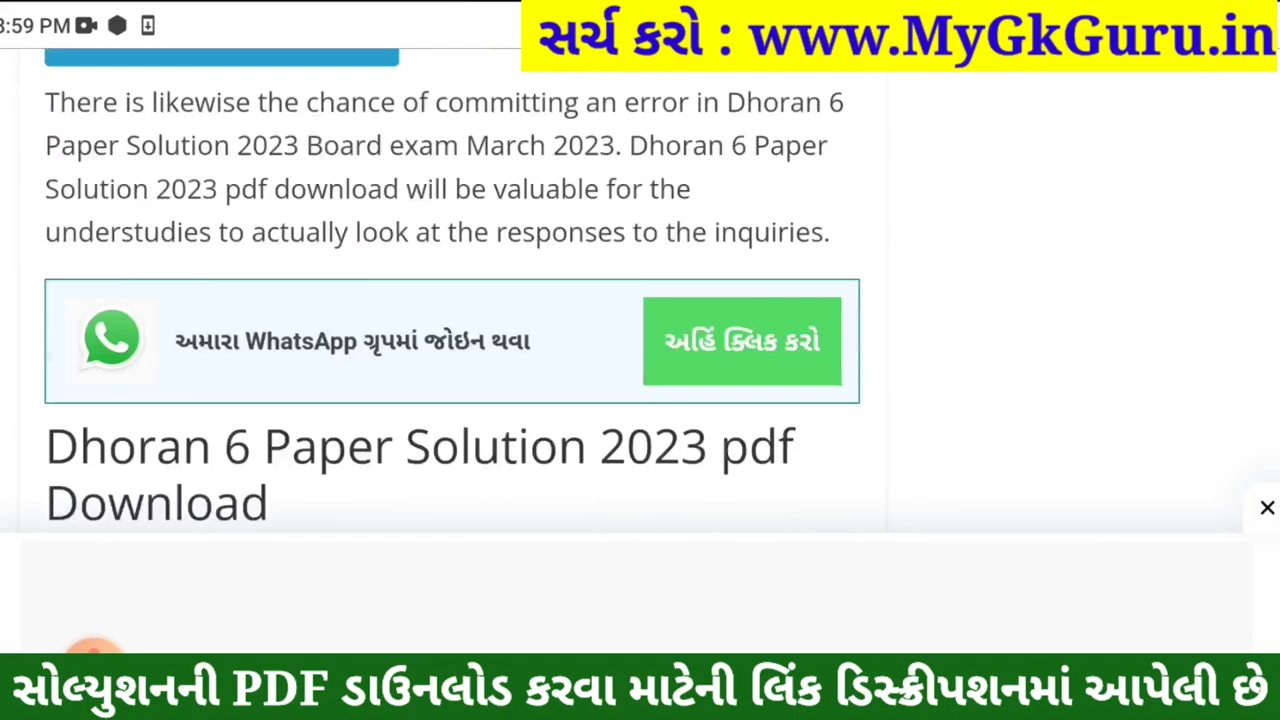 3:59 PM
સર્ચ કરો : www.MyGkGuru.in
There is likewise the chance of committing an error in Dhoran 6
Paper Solution 2023 Board exam March 2023. Dhoran 6 Paper
Solution 2023 pdf download will be valuable for the
understudies to actually look at the responses to the inquiries.
અમારા WhatsApp ગ્રૃપમાં જોઇન થવા
અહિં ક્લિક કરો
Dhoran 6 Paper Solution 2023 pdf
Download
સોલ્યુશનની PDF ડાઉનલોડ કરવા માટેની લિંક ડિસ્ક્રીપશનમાં આપેલી છે